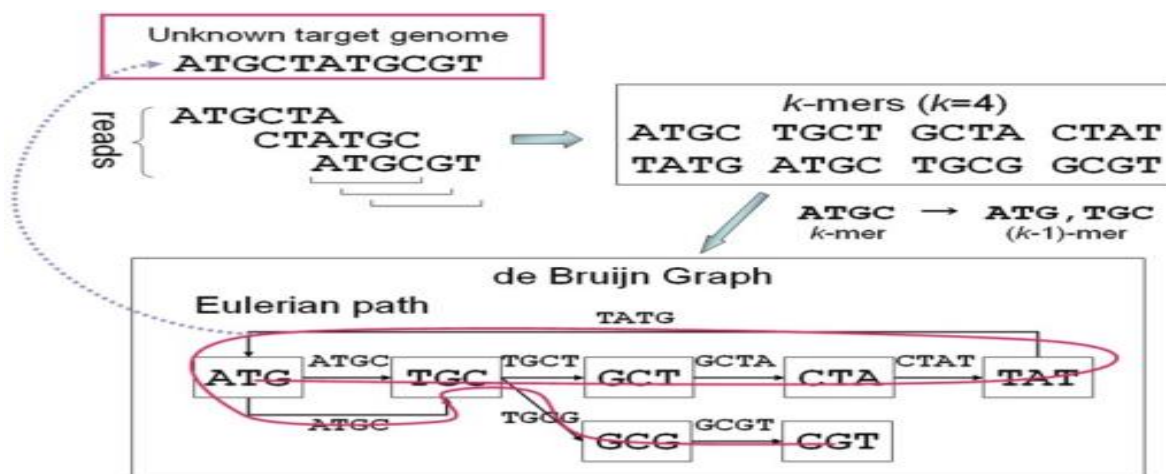 Unknown target genome
ATGCTATGCGT
reads
ATGCTA
CTATGC
ATGCGT
k-mers (k=4)
ATGC TGCT GCTA CTAT
TATG ATGC TGCG GCGT
ATGC → ATG,TGC
k-mer (k-1)-mer
de Bruijn Graph
Eulerian path
TATG
ATGC TGCT GCTA CTAT
ATG TGC GCT CTA TAT
ATGC TGCG GCGT
GCG CGT